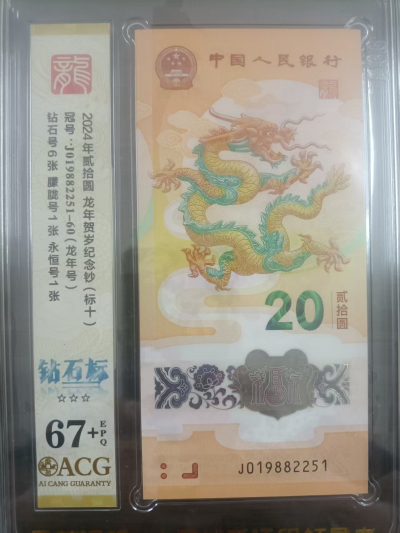 龍
2024年贰拾圆 龙年贺岁纪念钞(标十)
冠号:J019882251-60(龙年号)
钻石号6张 朦胧号1张 永恒号1张
钻石标
☆☆☆
67+EPQ
ACG
AI CANG GUARANTY
中国人民银行
20
贰拾圆
J019882251